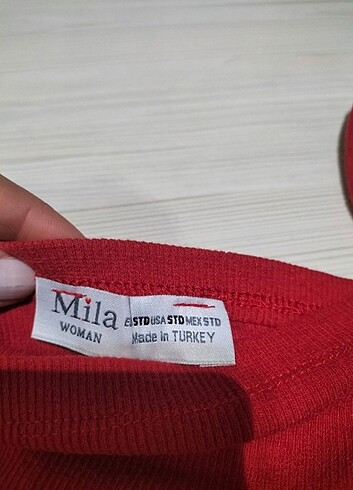 Mila
WOMAN
E STD USA STD MEX STD
Made in TURKEY